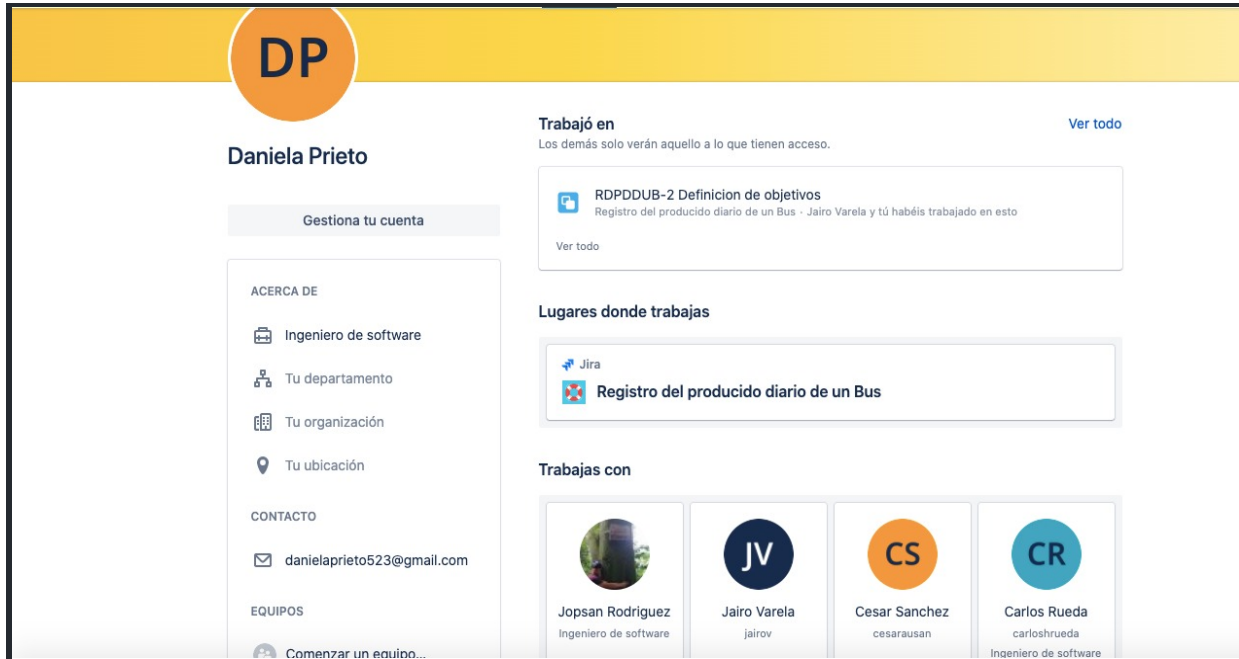 DP
Daniela Prieto
Gestiona tu cuenta
ACERCA DE
Ingeniero de software
Tu departamento
Tu organización
Tu ubicación
CONTACTO
danielaprieto523@gmail.com
EQUIPOS
Comenzar un equipo...
Trabajó en
Ver todo
Los demás solo verán aquello a lo que tienen acceso.
RDPDDUB-2 Definicion de objetivos
Registro del producido diario de un Bus · Jairo Varela y tú habéis trabajado en esto
Ver todo
Lugares donde trabajas
Jira
Registro del producido diario de un Bus
Trabajas con
Jopsan Rodriguez
Ingeniero de software
JV
Jairo Varela
jairov
CS
Cesar Sanchez
cesarausan
CR
Carlos Rueda
carloshrueda
Ingeniero de software